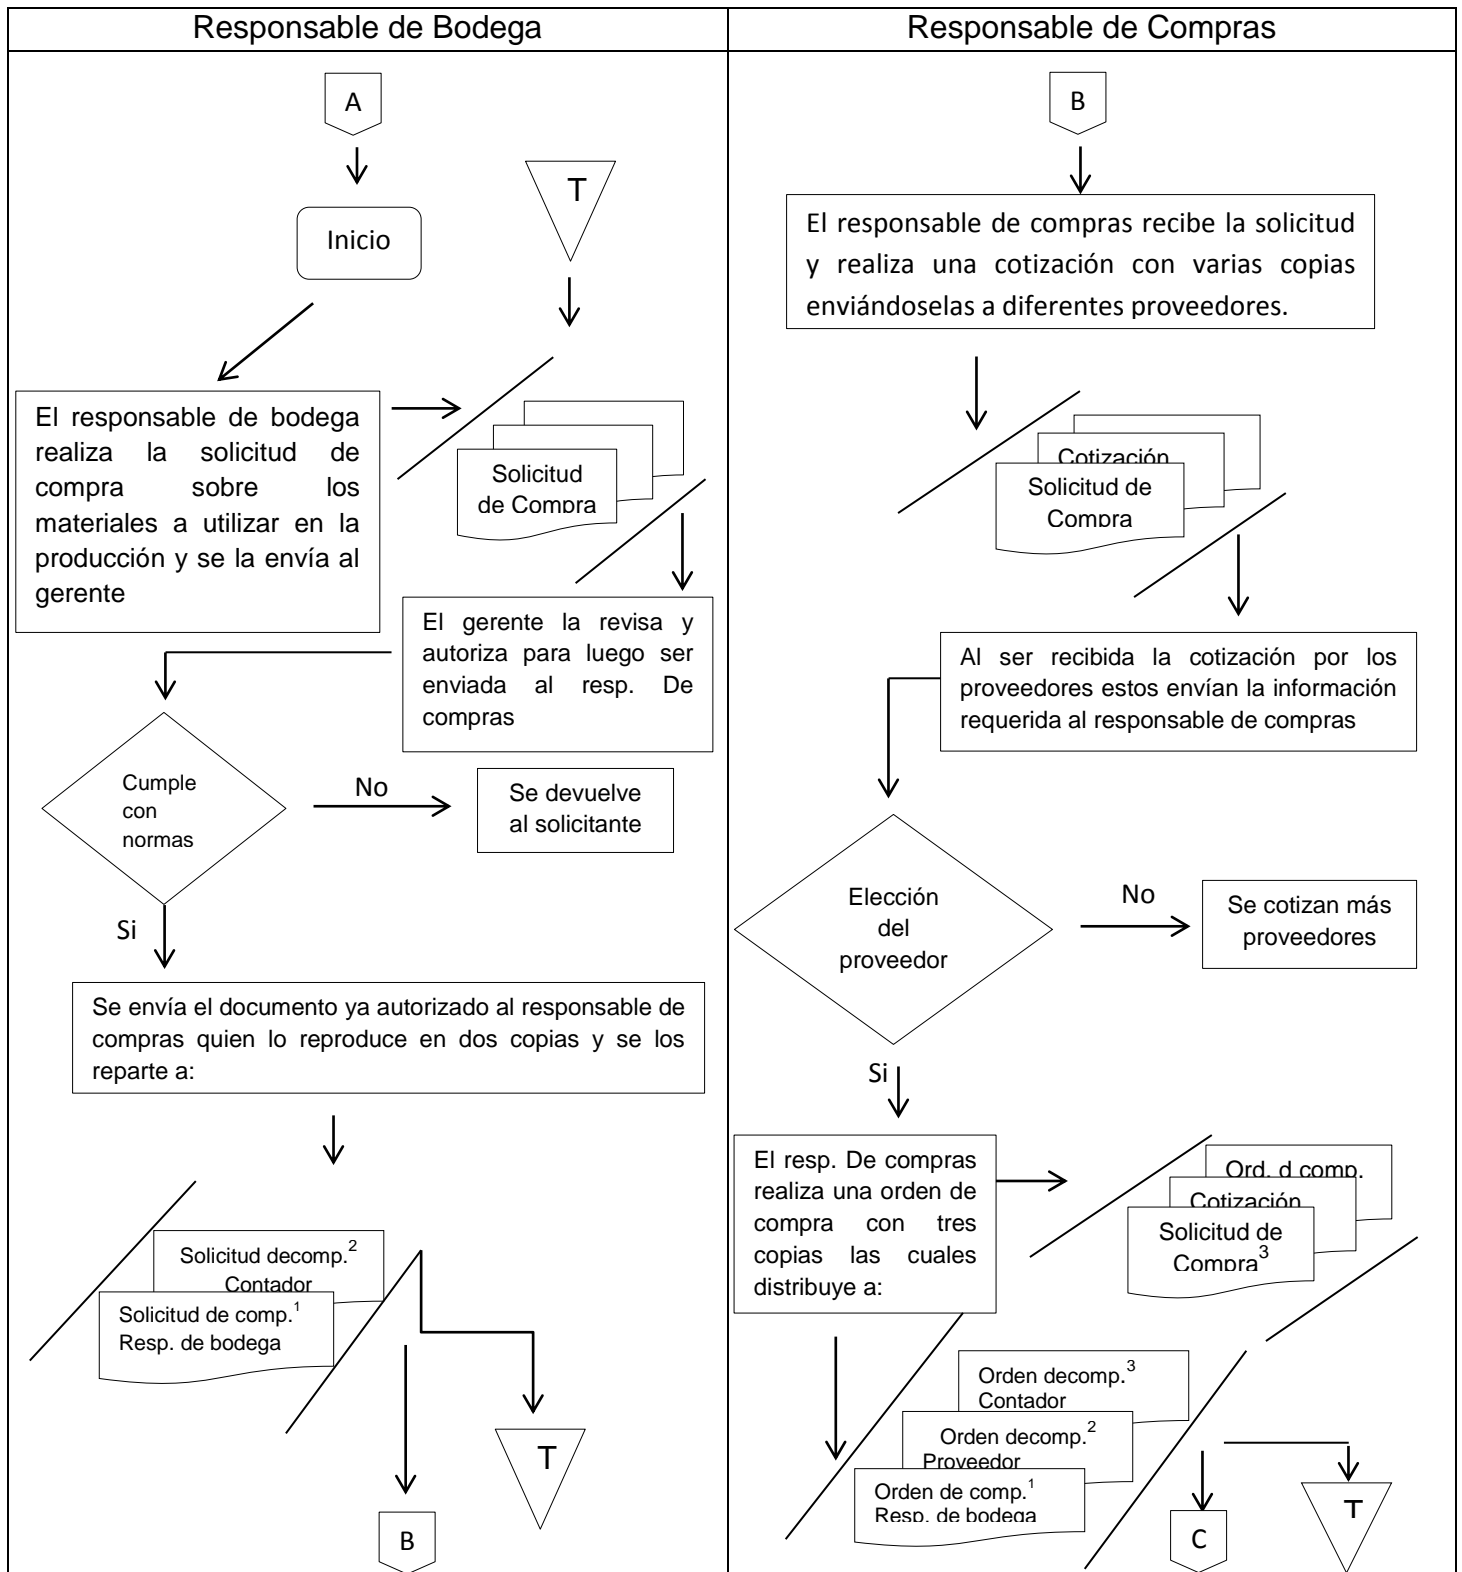 Responsable de Bodega
A
T
Inicio
El responsable de bodega
realiza la solicitud de
compra sobre los
materiales a utilizar en la
producción y se la envía al
gerente
Solicitud
de Compra
El gerente la revisa y
autoriza para luego ser
enviada al resp. De
compras
Cumple
con
normas
No
Se devuelve
al solicitante
Si
Se envía el documento ya autorizado al responsable de
compras quien lo reproduce en dos copias y se los
reparte a:
Solicitud decomp.2
Contador
Solicitud de comp.1
Resp. de bodega
T
B
Responsable de Compras
B
El responsable de compras recibe la solicitud
y realiza una cotización con varias copias
enviándoselas a diferentes proveedores.
Cotización
Solicitud de
Compra
Al ser recibida la cotización por los
proveedores estos envían la información
requerida al responsable de compras
Elección
del
proveedor
No
Se cotizan más
proveedores
Si
El resp. De compras
realiza una orden de
compra con tres
copias las cuales
distribuye a:
Ord. d comp.
Cotización
Solicitud de
Compra3
Orden decomp.3
Contador
Orden decomp.2
Proveedor
Orden de comp.1
Resp. de bodega
C
T